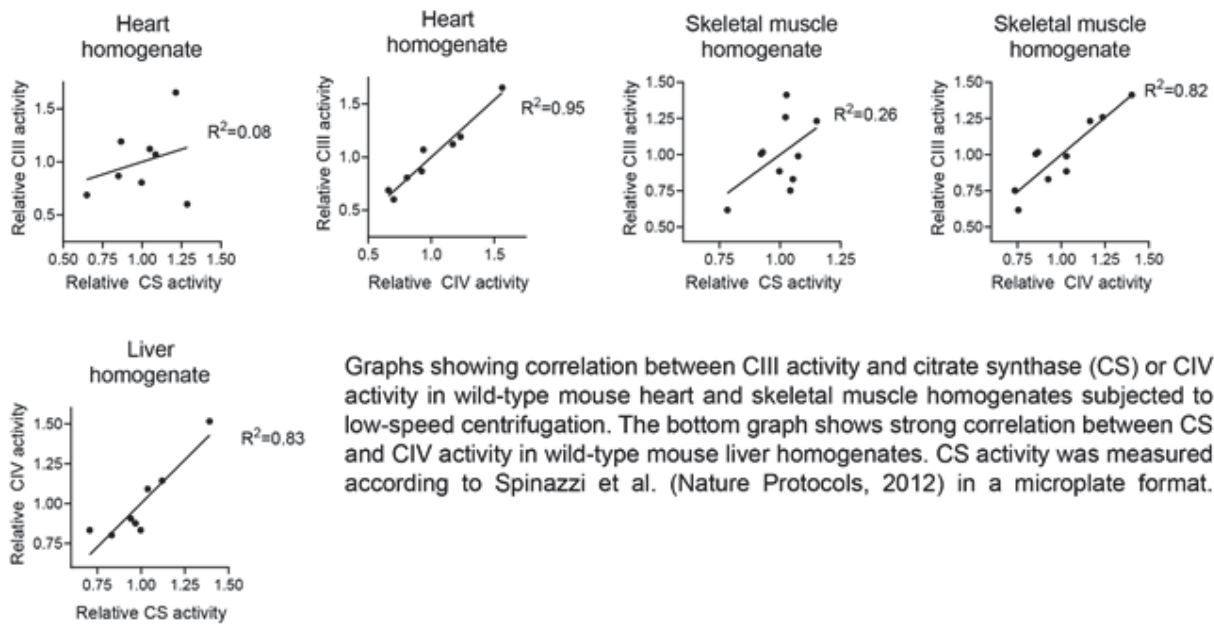 Heart
homogenate
Relative CIII activity
1.5
1.0
0.5
R²=0.08
0.50 0.75 1.00 1.25 1.50
Relative CS activity
Heart
homogenate
Relative CIII activity
1.5
1.0
0.5
R²=0.95
0.5 1.0 1.5
Relative CIV activity
Skeletal muscle
homogenate
Relative CIII activity
1.50
1.25
1.00
0.75
0.50
R²=0.26
0.75 1.00 1.25
Relative CS activity
Skeletal muscle
homogenate
Relative CIII activity
1.50
1.25
1.00
0.75
0.50
R²=0.82
0.75 1.00 1.25 1.50
Relative CIV activity
Liver
homogenate
Relative CIV activity
1.50
1.25
1.00
0.75
R²=0.83
0.75 1.00 1.25 1.50
Relative CS activity
Graphs showing correlation between CIII activity and citrate synthase (CS) or CIV
activity in wild-type mouse heart and skeletal muscle homogenates subjected to
low-speed centrifugation. The bottom graph shows strong correlation between CS
and CIV activity in wild-type mouse liver homogenates. CS activity was measured
according to Spinazzi et al. (Nature Protocols, 2012) in a microplate format.